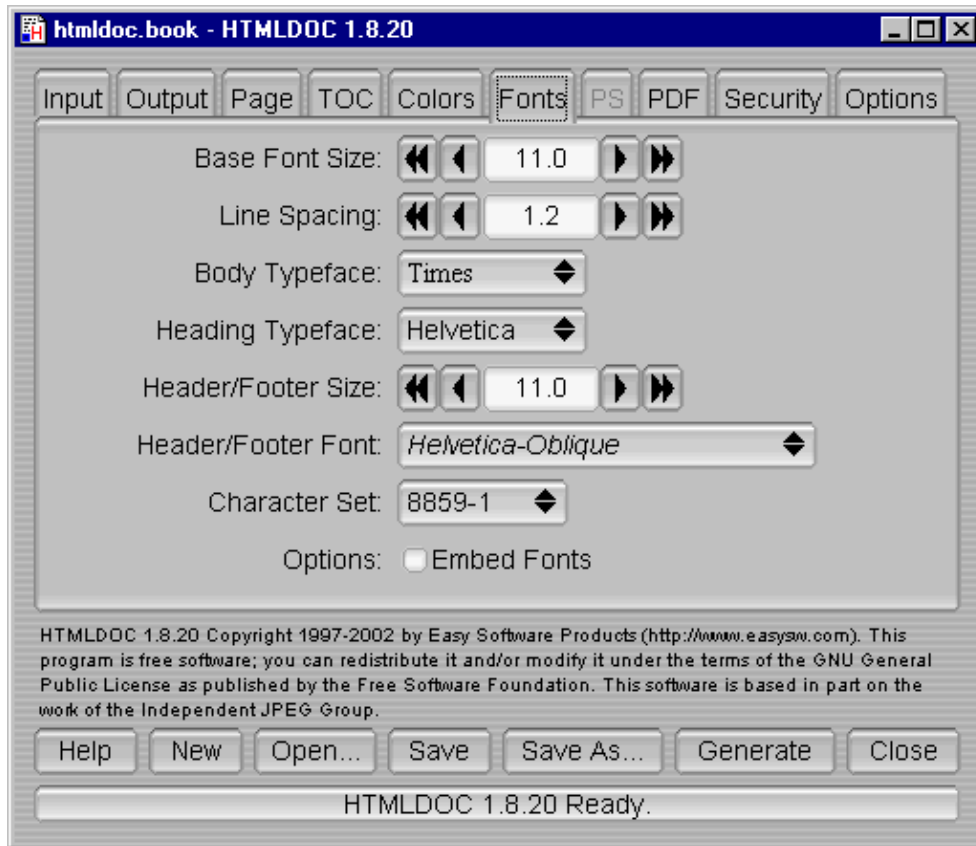 htmldoc.book - HTMLDOC 1.8.20
Input Output Page TOC Colors Fonts PS PDF Security Options
Base Font Size: 11.0
Line Spacing: 1.2
Body Typeface: Times
Heading Typeface: Helvetica
Header/Footer Size: 11.0
Header/Footer Font: Helvetica-Oblique
Character Set: 8859-1
Options: Embed Fonts
HTMLDOC 1.8.20 Copyright 1997-2002 by Easy Software Products (http://www.easysw.com). This
program is free software; you can redistribute it and/or modify it under the terms of the GNU General
Public License as published by the Free Software Foundation. This software is based in part on the
work of the Independent JPEG Group.
Help New Open... Save Save As... Generate Close
HTMLDOC 1.8.20 Ready.